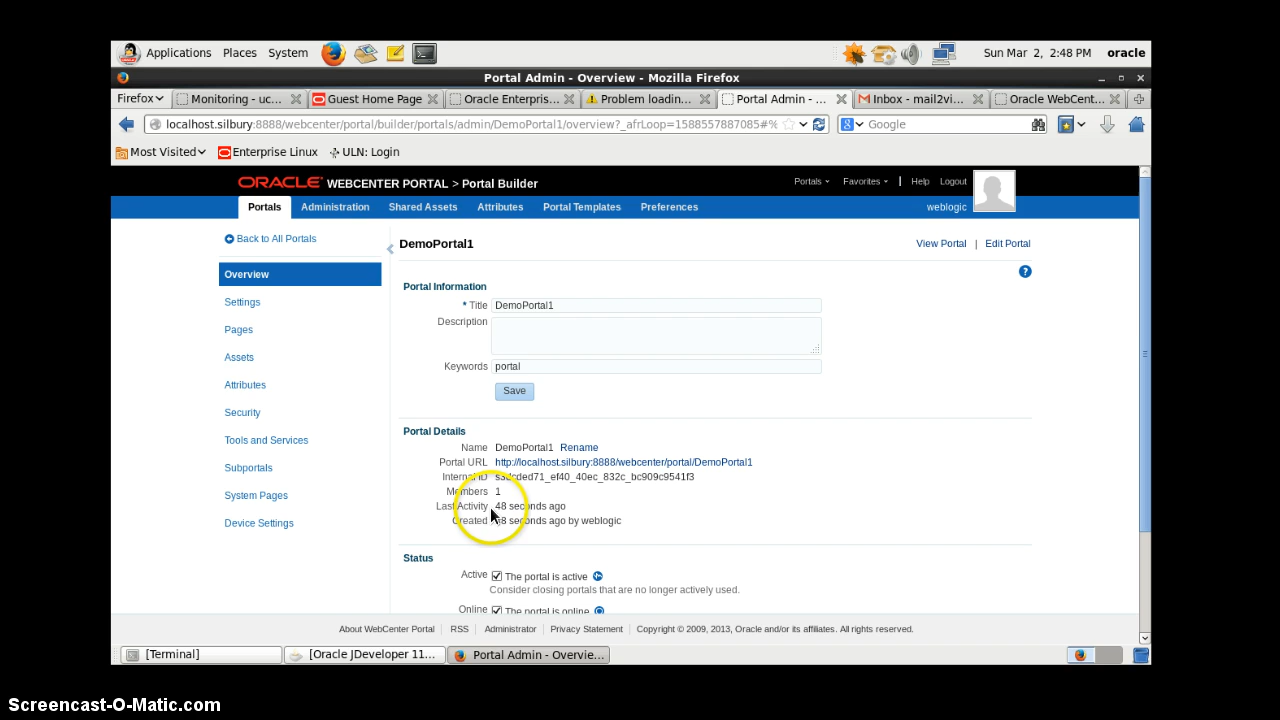 Applications Places System Sun Mar 2, 2:48 PM oracle
Portal Admin - Overview - Mozilla Firefox
Firefox Monitoring - uc... Guest Home Page Oracle Enterpris... Problem loadin... Portal Admin - ... Inbox - mail2vi... Oracle WebCent...
localhost.silbury:8888/webcenter/portal/builder/portals/admin/DemoPortal1/overview?_afrLoop=1588557887085#% Google
Most Visited Enterprise Linux ULN: Login
ORACLE WEBCENTER PORTAL > Portal Builder Portals Favorites | Help Logout
Portals Administration Shared Assets Attributes Portal Templates Preferences weblogic
Back to All Portals
DemoPortal1 View Portal | Edit Portal
Overview
Settings
Pages
Assets
Attributes
Security
Tools and Services
Subportals
System Pages
Device Settings
?
Portal Information
* Title DemoPortal1
Description
Keywords portal
Save
Portal Details
Name DemoPortal1 Rename
Portal URL http://localhost.silbury:8888/webcenter/portal/DemoPortal1
Internal ID
Members 1
Last Activity 48 seconds ago
Created seconds ago by weblogic
Status
Active The portal is active
Consider closing portals that are no longer actively used.
Online The portal is online
About WebCenter Portal | RSS | Administrator | Privacy Statement | Copyright © 2009, 2013, Oracle and/or its affiliates. All rights reserved.
[Terminal] [Oracle JDeveloper 11... Portal Admin - Overvie...
Screencast-O-Matic.com